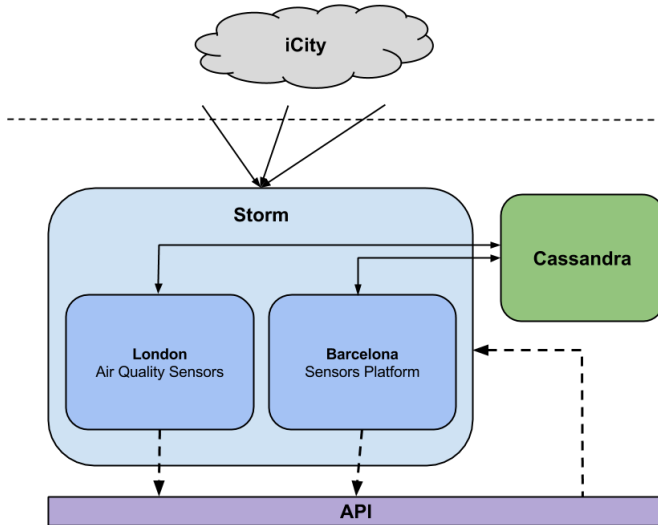 iCity
Storm
Cassandra
London
Air Quality Sensors
Barcelona
Sensors Platform
API